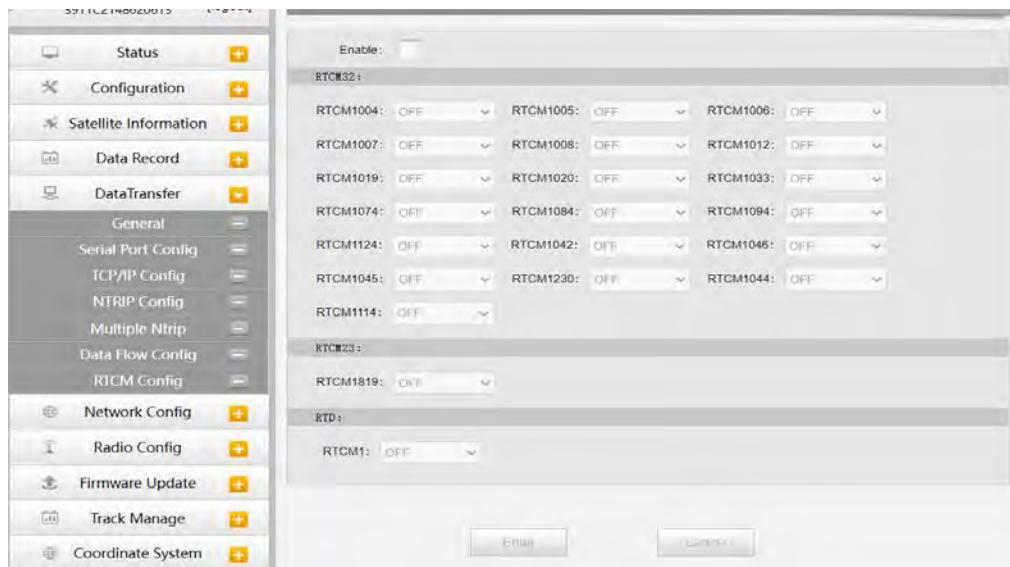 Status
Configuration
Satellite Information
Data Record
DataTransfer
General
Serial Port Config
TCP/IP Config
NTRIP Config
Multiple Ntrip
Data Flow Config
RTCM Config
Network Config
Radio Config
Firmware Update
Track Manage
Coordinate System
Enable:
RTCM32:
RTCM1004: OFF RTCM1005: OFF RTCM1006: OFF
RTCM1007: OFF RTCM1008: OFF RTCM1012: OFF
RTCM1019: OFF RTCM1020: OFF RTCM1033: OFF
RTCM1074: OFF RTCM1084: OFF RTCM1094: OFF
RTCM1124: OFF RTCM1042: OFF RTCM1046: OFF
RTCM1045: OFF RTCM1230: OFF RTCM1044: OFF
RTCM1114: OFF
RTCM23:
RTCM1819: OFF
RTD:
RTCM1: OFF